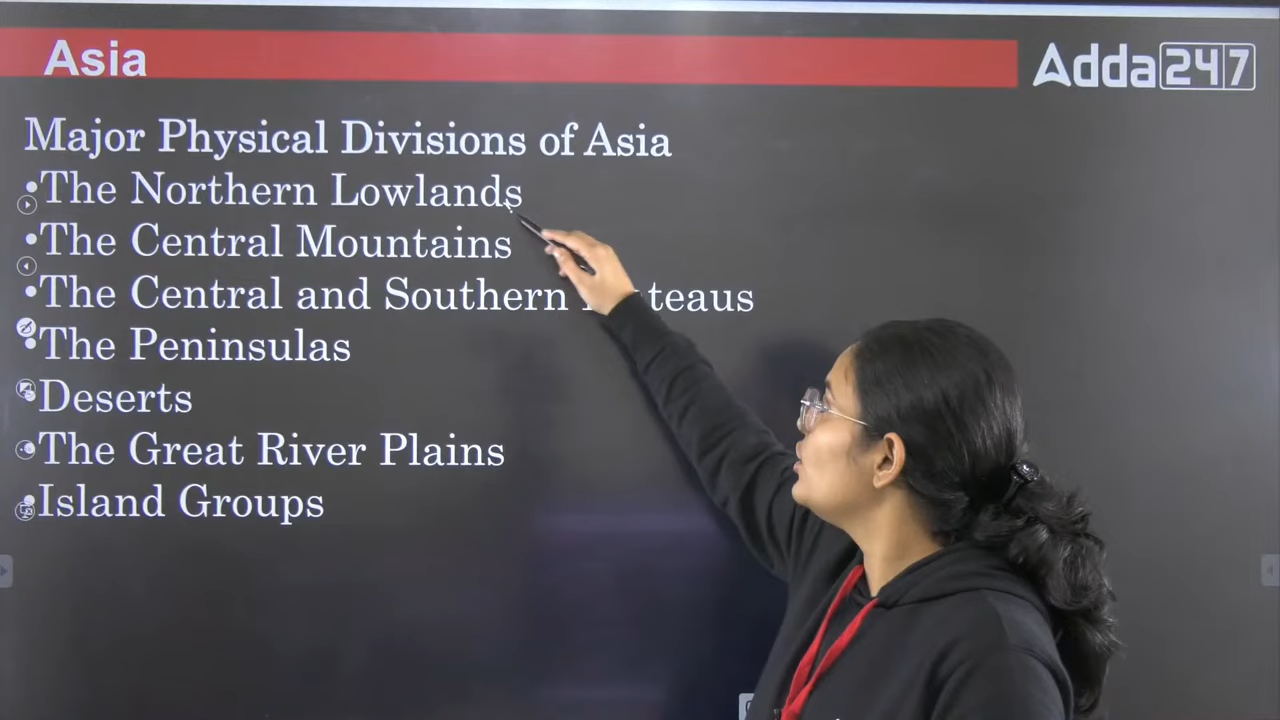 Asia
Adda247
Major Physical Divisions of Asia
•The Northern Lowlands
•The Central Mountains
•The Central and Southern teaus
•The Peninsulas
•Deserts
•The Great River Plains
•Island Groups